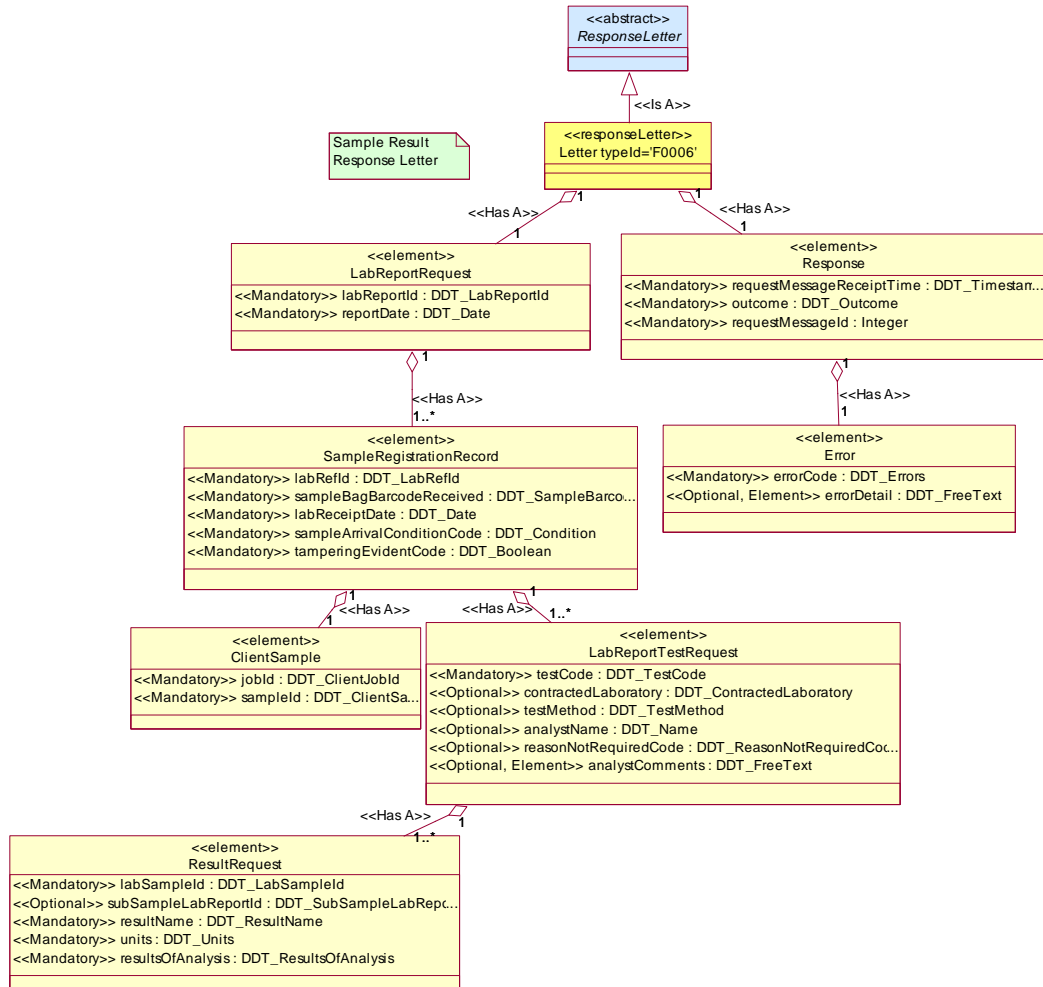 <<abstract>>
ResponseLetter
<<Is A>>
<<responseLetter>>
Letter typeId='F0006'
Sample Result
Response Letter
1
1
<<Has A>>
<<Has A>>
1
1
<<element>>
LabReportRequest
<<Mandatory>> labReportId : DDT_LabReportId
<<Mandatory>> reportDate : DDT_Date
<<element>>
Response
<<Mandatory>> requestMessageReceiptTime : DDT_Timestam...
<<Mandatory>> outcome : DDT_Outcome
<<Mandatory>> requestMessageId : Integer
1
<<Has A>>
1..*
1
<<Has A>>
1
<<element>>
SampleRegistrationRecord
<<Mandatory>> labRefId : DDT_LabRefId
<<Mandatory>> sampleBagBarcodeReceived : DDT_SampleBarco...
<<Mandatory>> labReceiptDate : DDT_Date
<<Mandatory>> sampleArrivalConditionCode : DDT_Condition
<<Mandatory>> tamperingEvidentCode : DDT_Boolean
<<element>>
Error
<<Mandatory>> errorCode : DDT_Errors
<<Optional, Element>> errorDetail : DDT_FreeText
1
1
<<Has A>>
<<Has A>>
1
1..*
<<element>>
ClientSample
<<Mandatory>> jobId : DDT_ClientJobId
<<Mandatory>> sampleId : DDT_ClientSa...
<<element>>
LabReportTestRequest
<<Mandatory>> testCode : DDT_TestCode
<<Optional>> contractedLaboratory : DDT_ContractedLaboratory
<<Optional>> testMethod : DDT_TestMethod
<<Optional>> analystName : DDT_Name
<<Optional>> reasonNotRequiredCode : DDT_ReasonNotRequiredCoc...
<<Optional, Element>> analystComments : DDT_FreeText
<<Has A>>
1
1..*
<<element>>
ResultRequest
<<Mandatory>> labSampleId : DDT_LabSampleId
<<Optional>> subSampleLabReportId : DDT_SubSampleLabRepo...
<<Mandatory>> resultName : DDT_ResultName
<<Mandatory>> units : DDT_Units
<<Mandatory>> resultsOfAnalysis : DDT_ResultsOfAnalysis